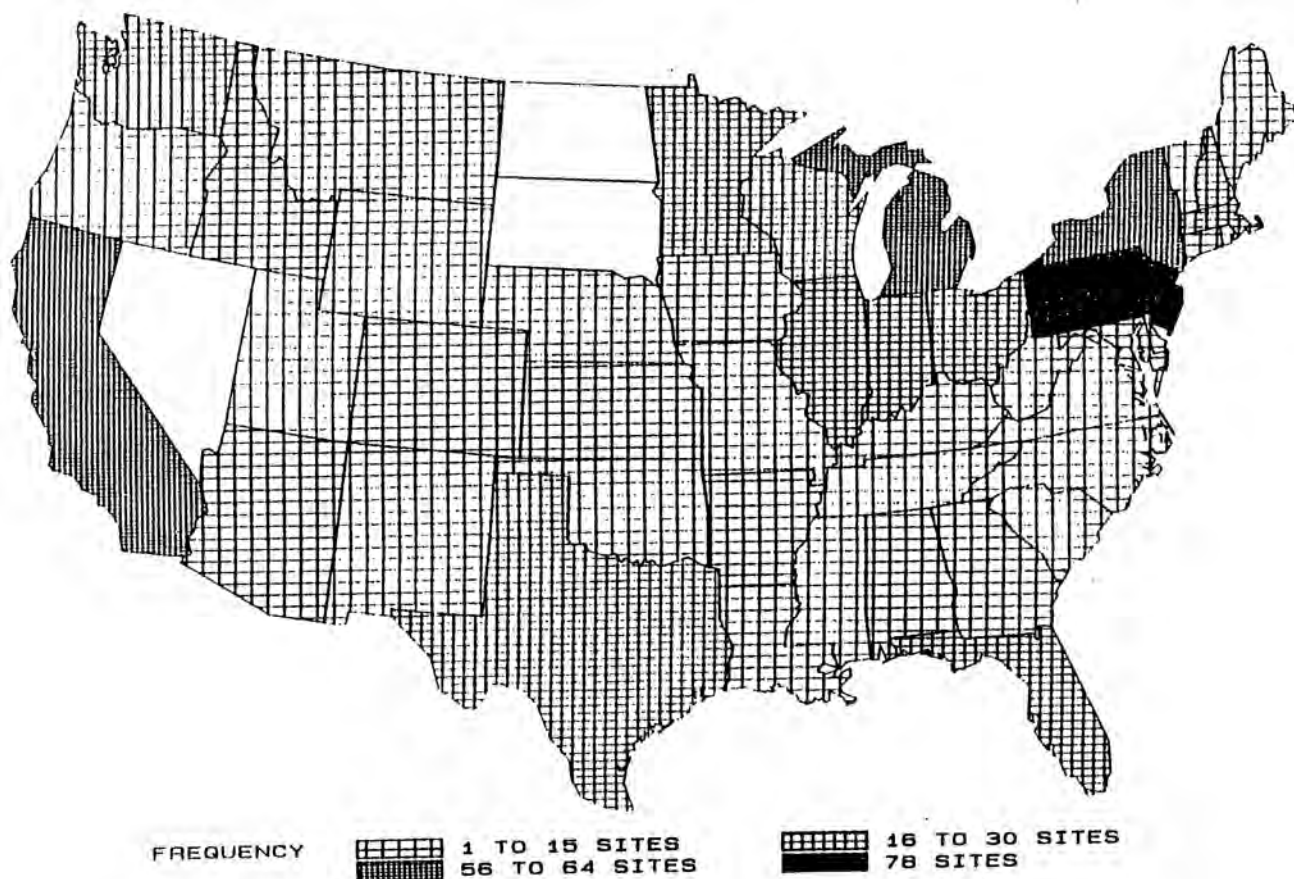 FREQUENCY
1 TO 15 SITES
16 TO 30 SITES
56 TO 64 SITES
78 SITES